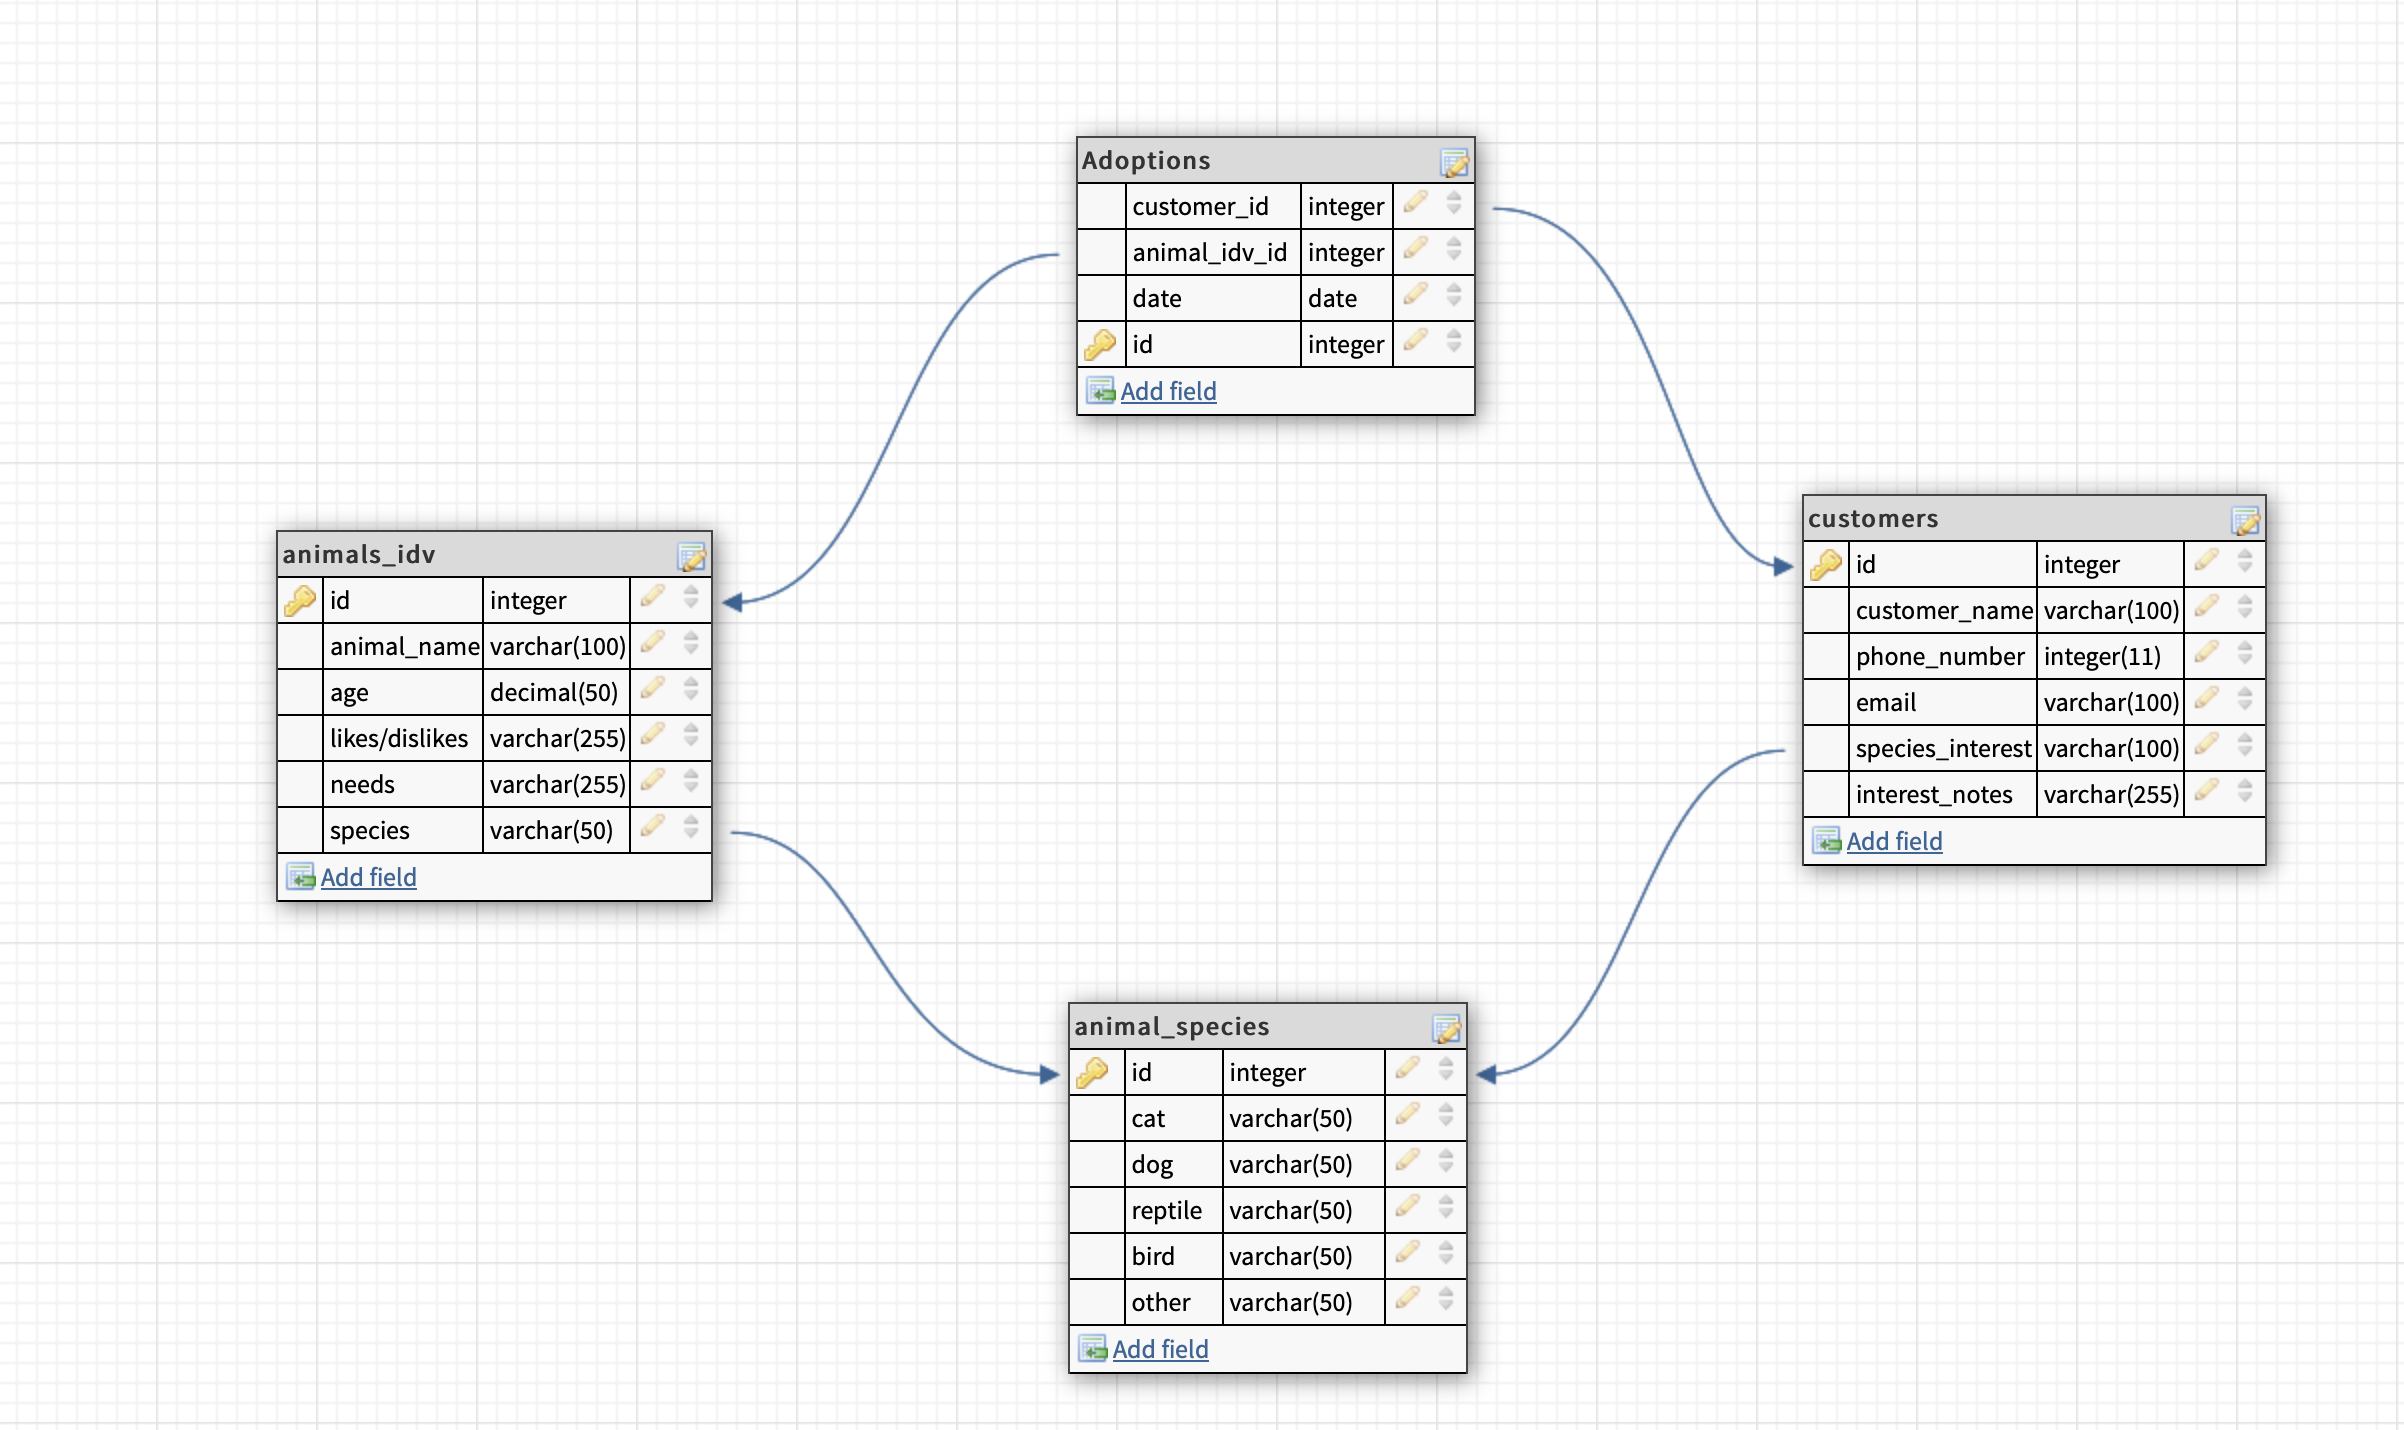 Adoptions
customer_id integer
animal_idv_id integer
date date
id integer
Add field
animals_idv
id integer
animal_name varchar(100)
age decimal(50)
likes/dislikes varchar(255)
needs varchar(255)
species varchar(50)
Add field
customers
id integer
customer_name varchar(100)
phone_number integer(11)
email varchar(100)
species_interest varchar(100)
interest_notes varchar(255)
Add field
animal_species
id integer
cat varchar(50)
dog varchar(50)
reptile varchar(50)
bird varchar(50)
other varchar(50)
Add field